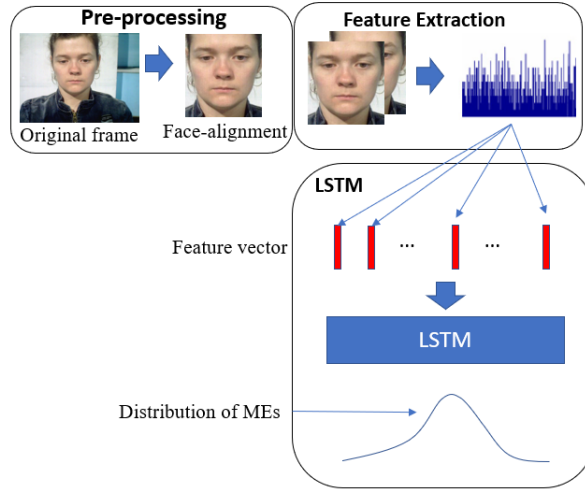 Pre-processing
Feature Extraction
Original frame
Face-alignment
LSTM
Feature vector
...
...
LSTM
Distribution of MEs